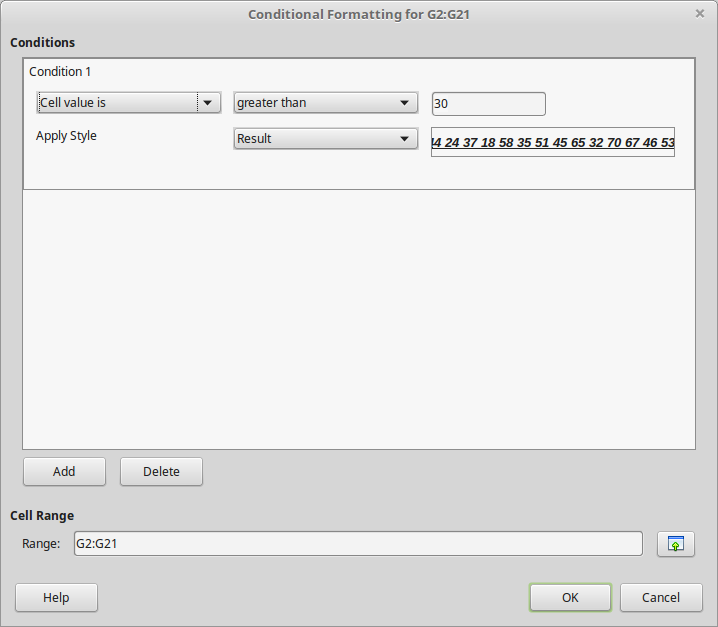 Conditional Formatting for G2:G21
Conditions
Condition 1
Cell value is greater than 30
Apply Style Result 24 37 18 58 35 51 45 65 32 70 67 46 53
Add Delete
Cell Range
Range: G2:G21
Help OK Cancel